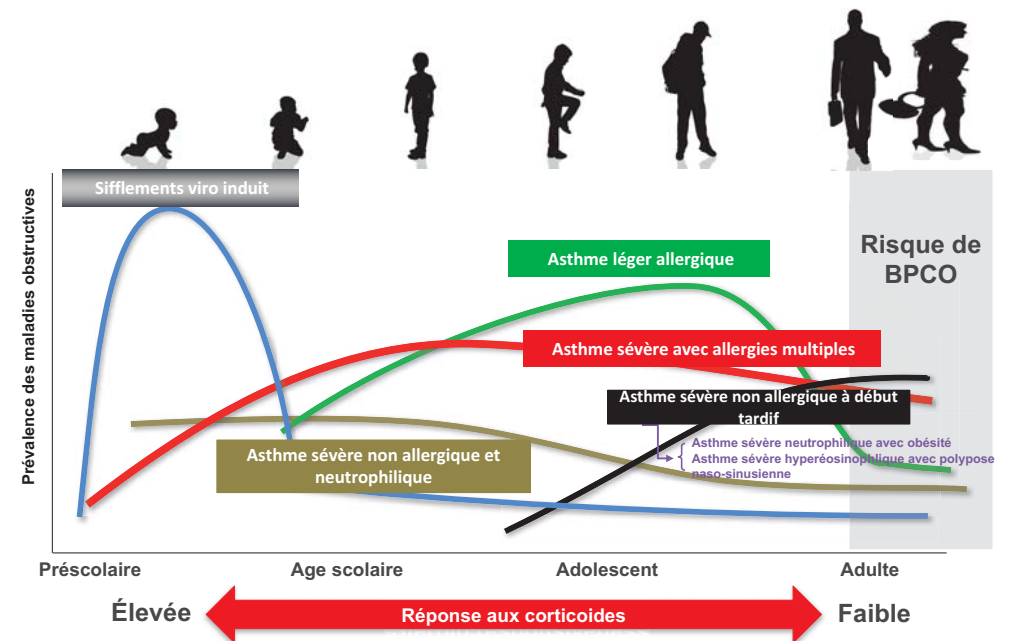 Sifflements viro induit
Prévalence des maladies obstructives
Asthme léger allergique
Risque de
BPCO
Asthme sévère avec allergies multiples
Asthme sévère non allergique à début
tardif
Asthme sévère neutrophilique avec obésité
Asthme sévère hyperéosinophlique avec polypose
naso-sinusienne
Asthme sévère non allergique et
neutrophilique
Préscolaire
Age scolaire
Adolescent
Adulte
Élevée
Réponse aux corticoides
Faible